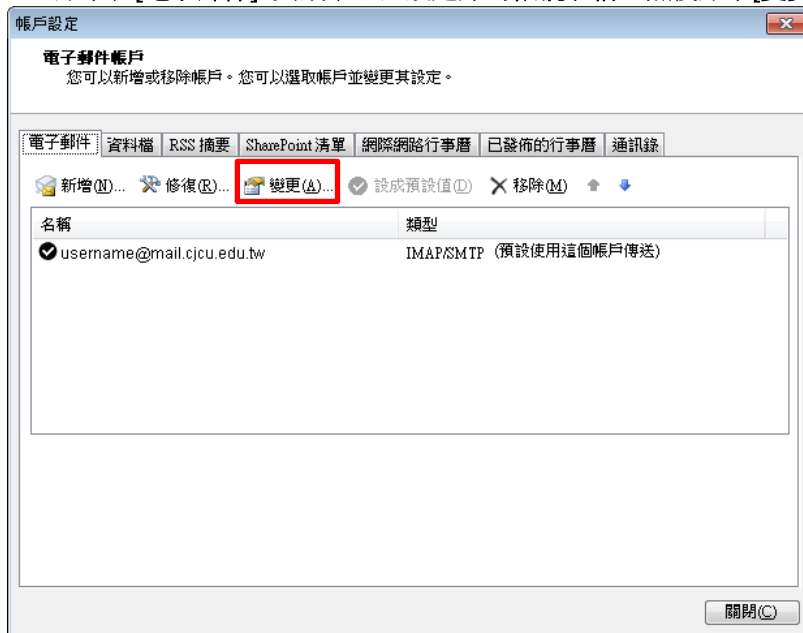 帳戶設定
電子郵件帳戶
您可以新增或移除帳戶。您可以選取帳戶並變更其設定。
電子郵件 資料檔 RSS 摘要 SharePoint 清單 網際網路行事曆 已發佈的行事曆 通訊錄
新增(N)... 修復(R)... 變更(A)... 設成預設值(D) 移除(M)
名稱 類型
username@mail.cjcu.edu.tw IMAP/SMTP (預設使用這個帳戶傳送)
關閉(C)